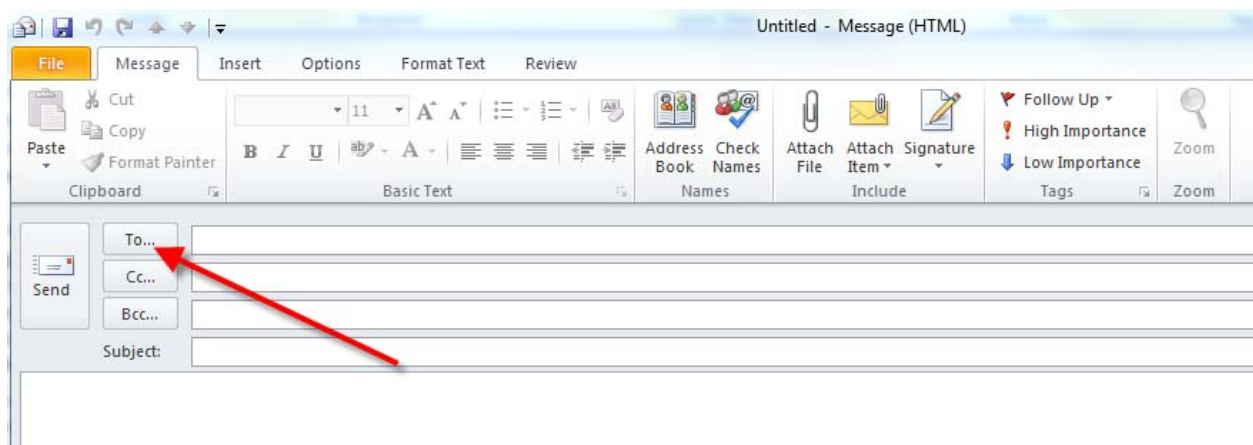 Untitled - Message (HTML)
File Message Insert Options Format Text Review
Cut
Copy
Format Painter
Paste
Clipboard
11
B I U
Basic Text
Address Book
Check Names
Names
Attach File
Attach Item
Signature
Include
Follow Up
High Importance
Low Importance
Tags
Zoom
Zoom
Send
To...
Cc...
Bcc...
Subject: